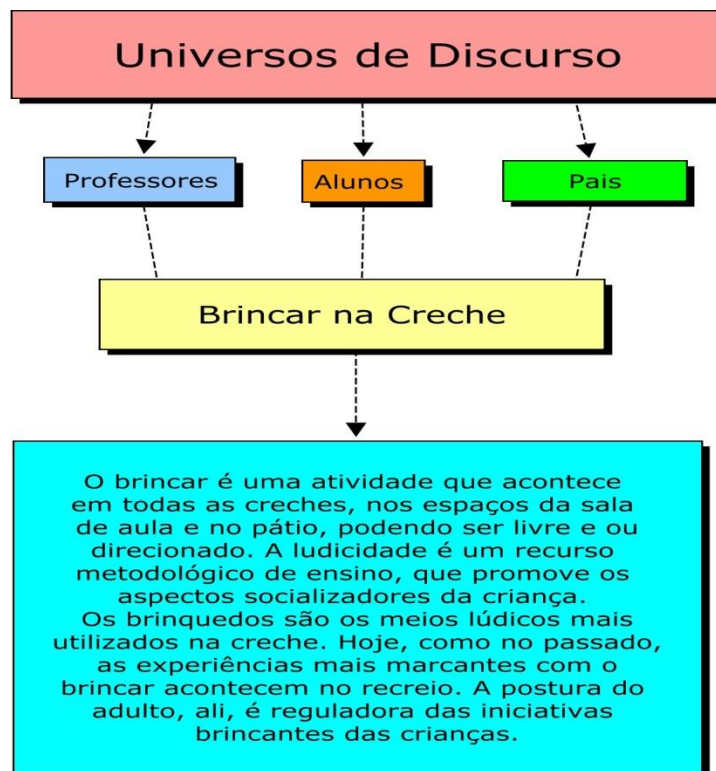 Universos de Discurso
Professores
Alunos
Pais
Brincar na Creche
O brincar é uma atividade que acontece
em todas as creches, nos espaços da sala
de aula e no pátio, podendo ser livre e ou
direcionado. A ludicidade é um recurso
metodológico de ensino, que promove os
aspectos socializadores da criança.
Os brinquedos são os meios lúdicos mais
utilizados na creche. Hoje, como no passado,
as experiências mais marcantes com o
brincar acontecem no recreio. A postura do
adulto, ali, é reguladora das iniciativas
brincantes das crianças.